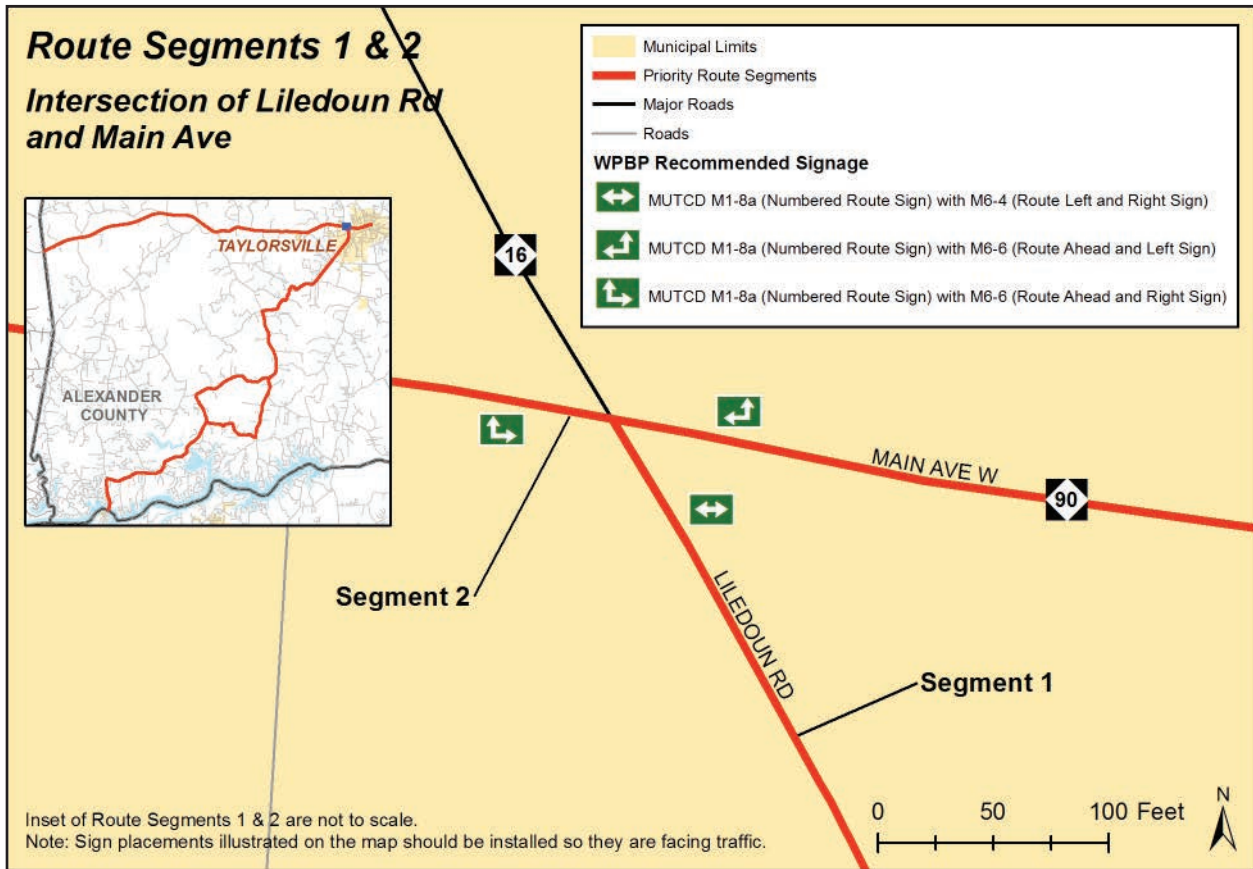 Route Segments 1 & 2
Intersection of Liledoun Rd
and Main Ave
Municipal Limits
Priority Route Segments
Major Roads
Roads
WPBP Recommended Signage
MUTCD M1-8a (Numbered Route Sign) with M6-4 (Route Left and Right Sign)
MUTCD M1-8a (Numbered Route Sign) with M6-6 (Route Ahead and Left Sign)
MUTCD M1-8a (Numbered Route Sign) with M6-6 (Route Ahead and Right Sign)
TAYLORSVILLE
ALEXANDER
COUNTY
16
MAIN AVE W
90
LILEDOUN RD
Segment 2
Segment 1
Inset of Route Segments 1 & 2 are not to scale.
Note: Sign placements illustrated on the map should be installed so they are facing traffic.
0 50 100 Feet
N